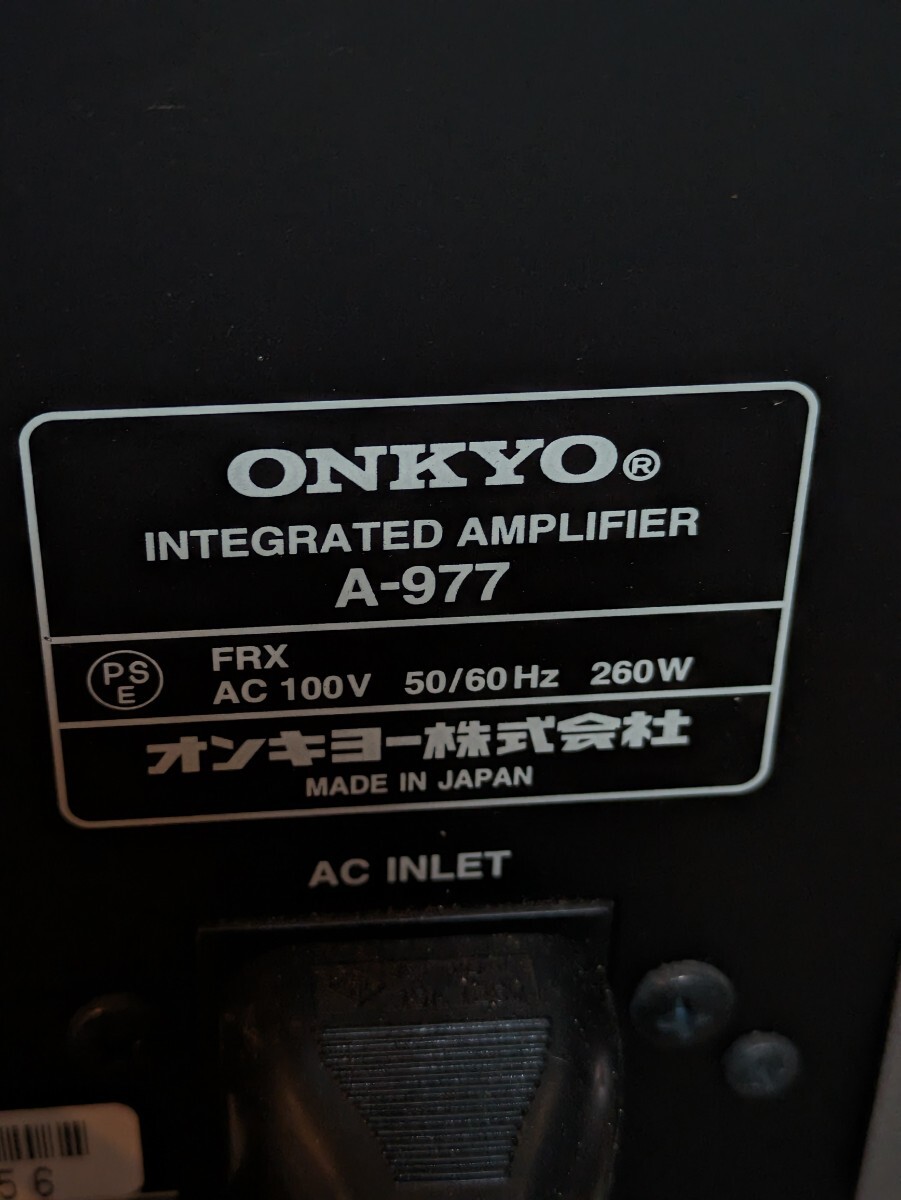 ONKYO®
INTEGRATED AMPLIFIER
A-977
PS
E
FRX
AC 100V 50/60Hz 260W
オンキヨー株式会社
MADE IN JAPAN
AC INLET
56